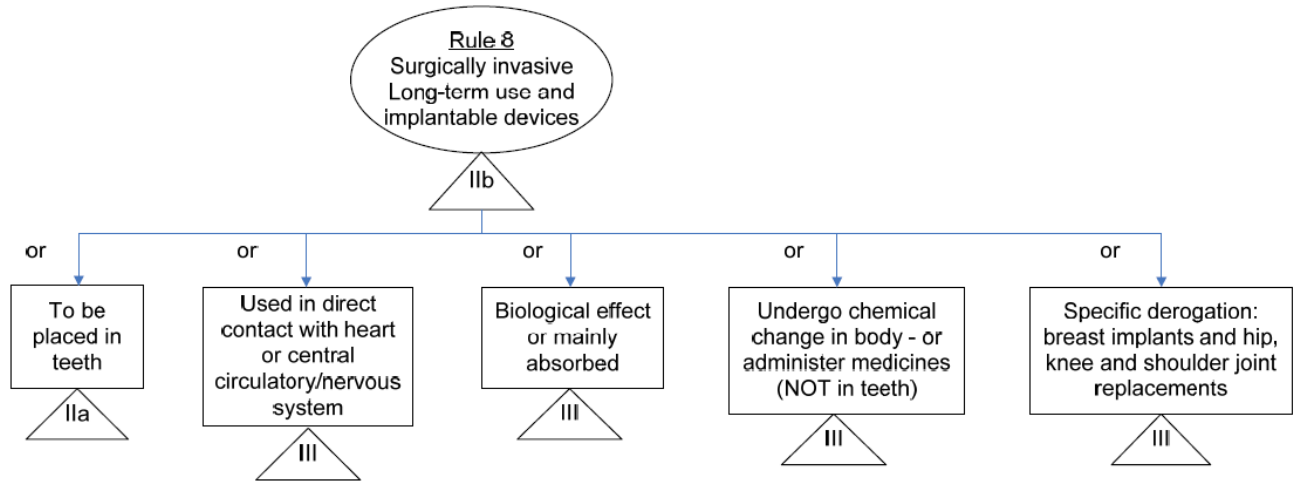 Rule 8
Surgically invasive
Long-term use and
implantable devices
IIb
or
or
or
or
or
To be
placed in
teeth
IIa
Used in direct
contact with heart
or central
circulatory/nervous
system
III
Biological effect
or mainly
absorbed
III
Undergo chemical
change in body - or
administer medicines
(NOT in teeth)
III
Specific derogation:
breast implants and hip,
knee and shoulder joint
replacements
III